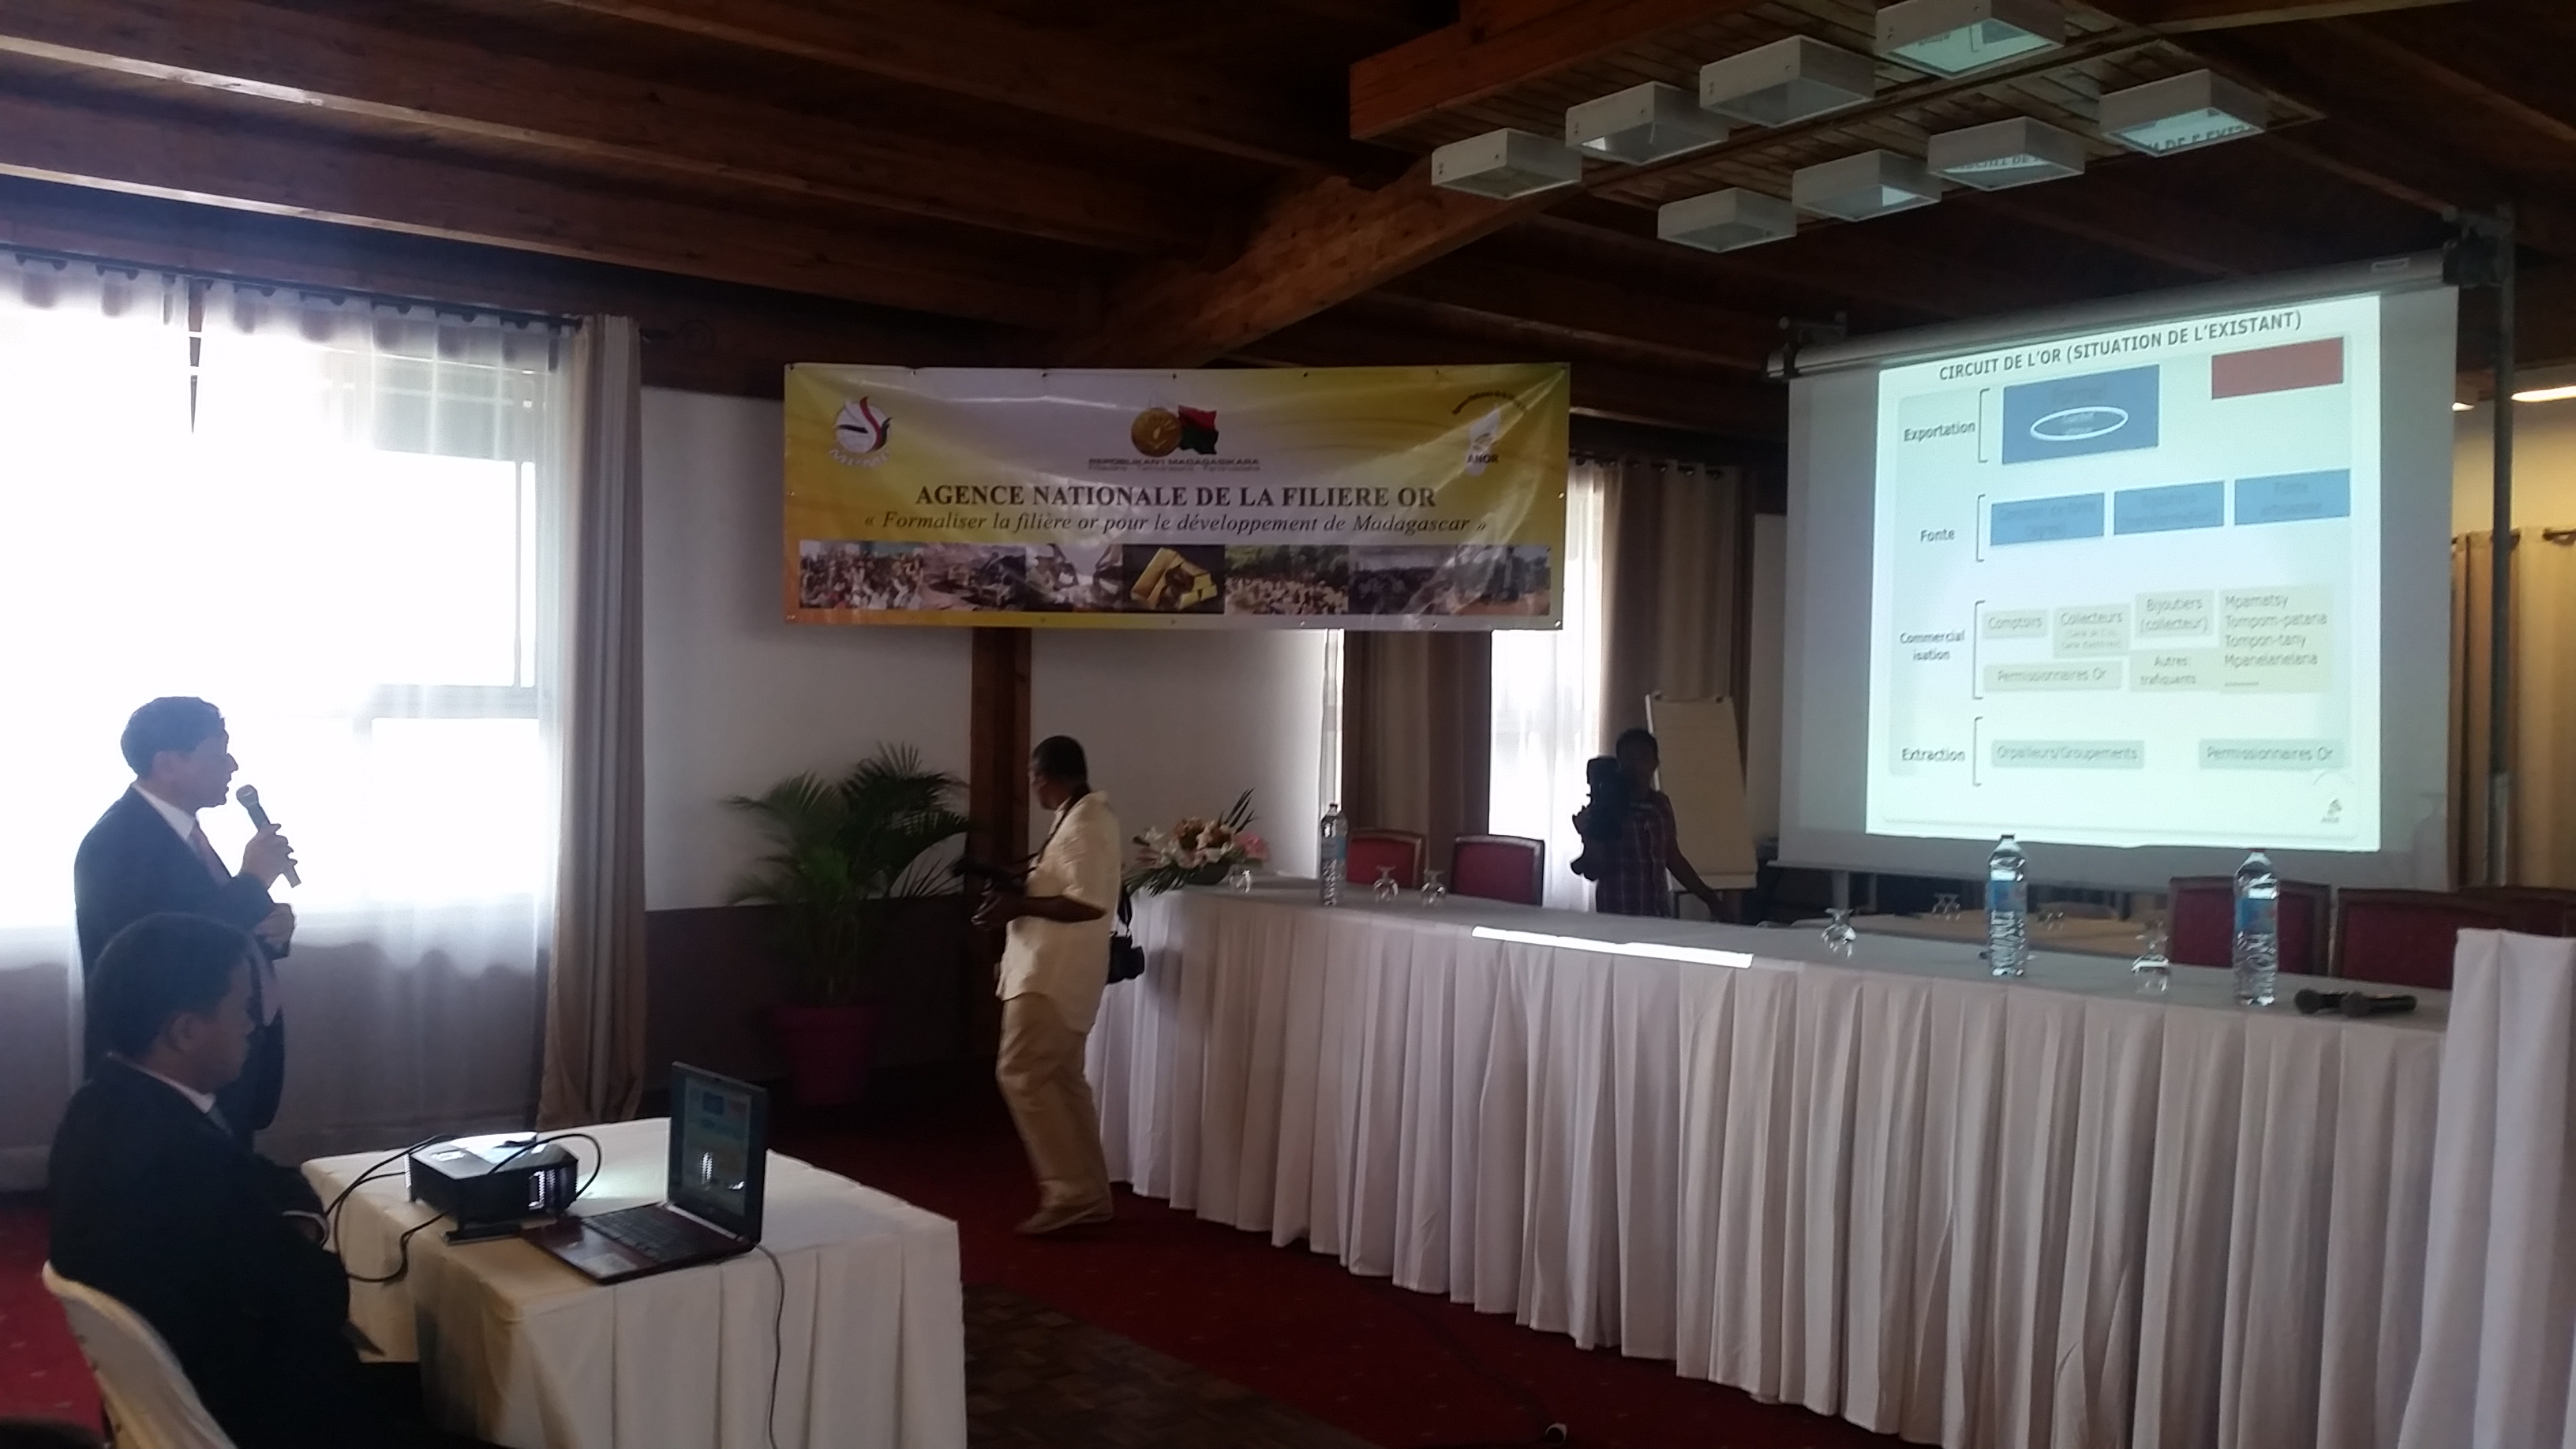 REPOBLIKAN'I MADAGASIKARA
ANOR
AGENCE NATIONALE DE LA FILIERE OR
« Formaliser la filière or pour le développement de Madagascar »
CIRCUIT DE L'OR (SITUATION DE L'EXISTANT)
Exportation
Fonte
Commercial
isation
Comptoirs
Collecteurs
Bijoutiers
(collecteur)
Mpamatsy
Tompom-patana
Tompon-tany
Mpanelanelana
Permissionnaires Or
Autres
trafiquants
Extraction
Orpailleurs/Groupements
Permissionnaires Or